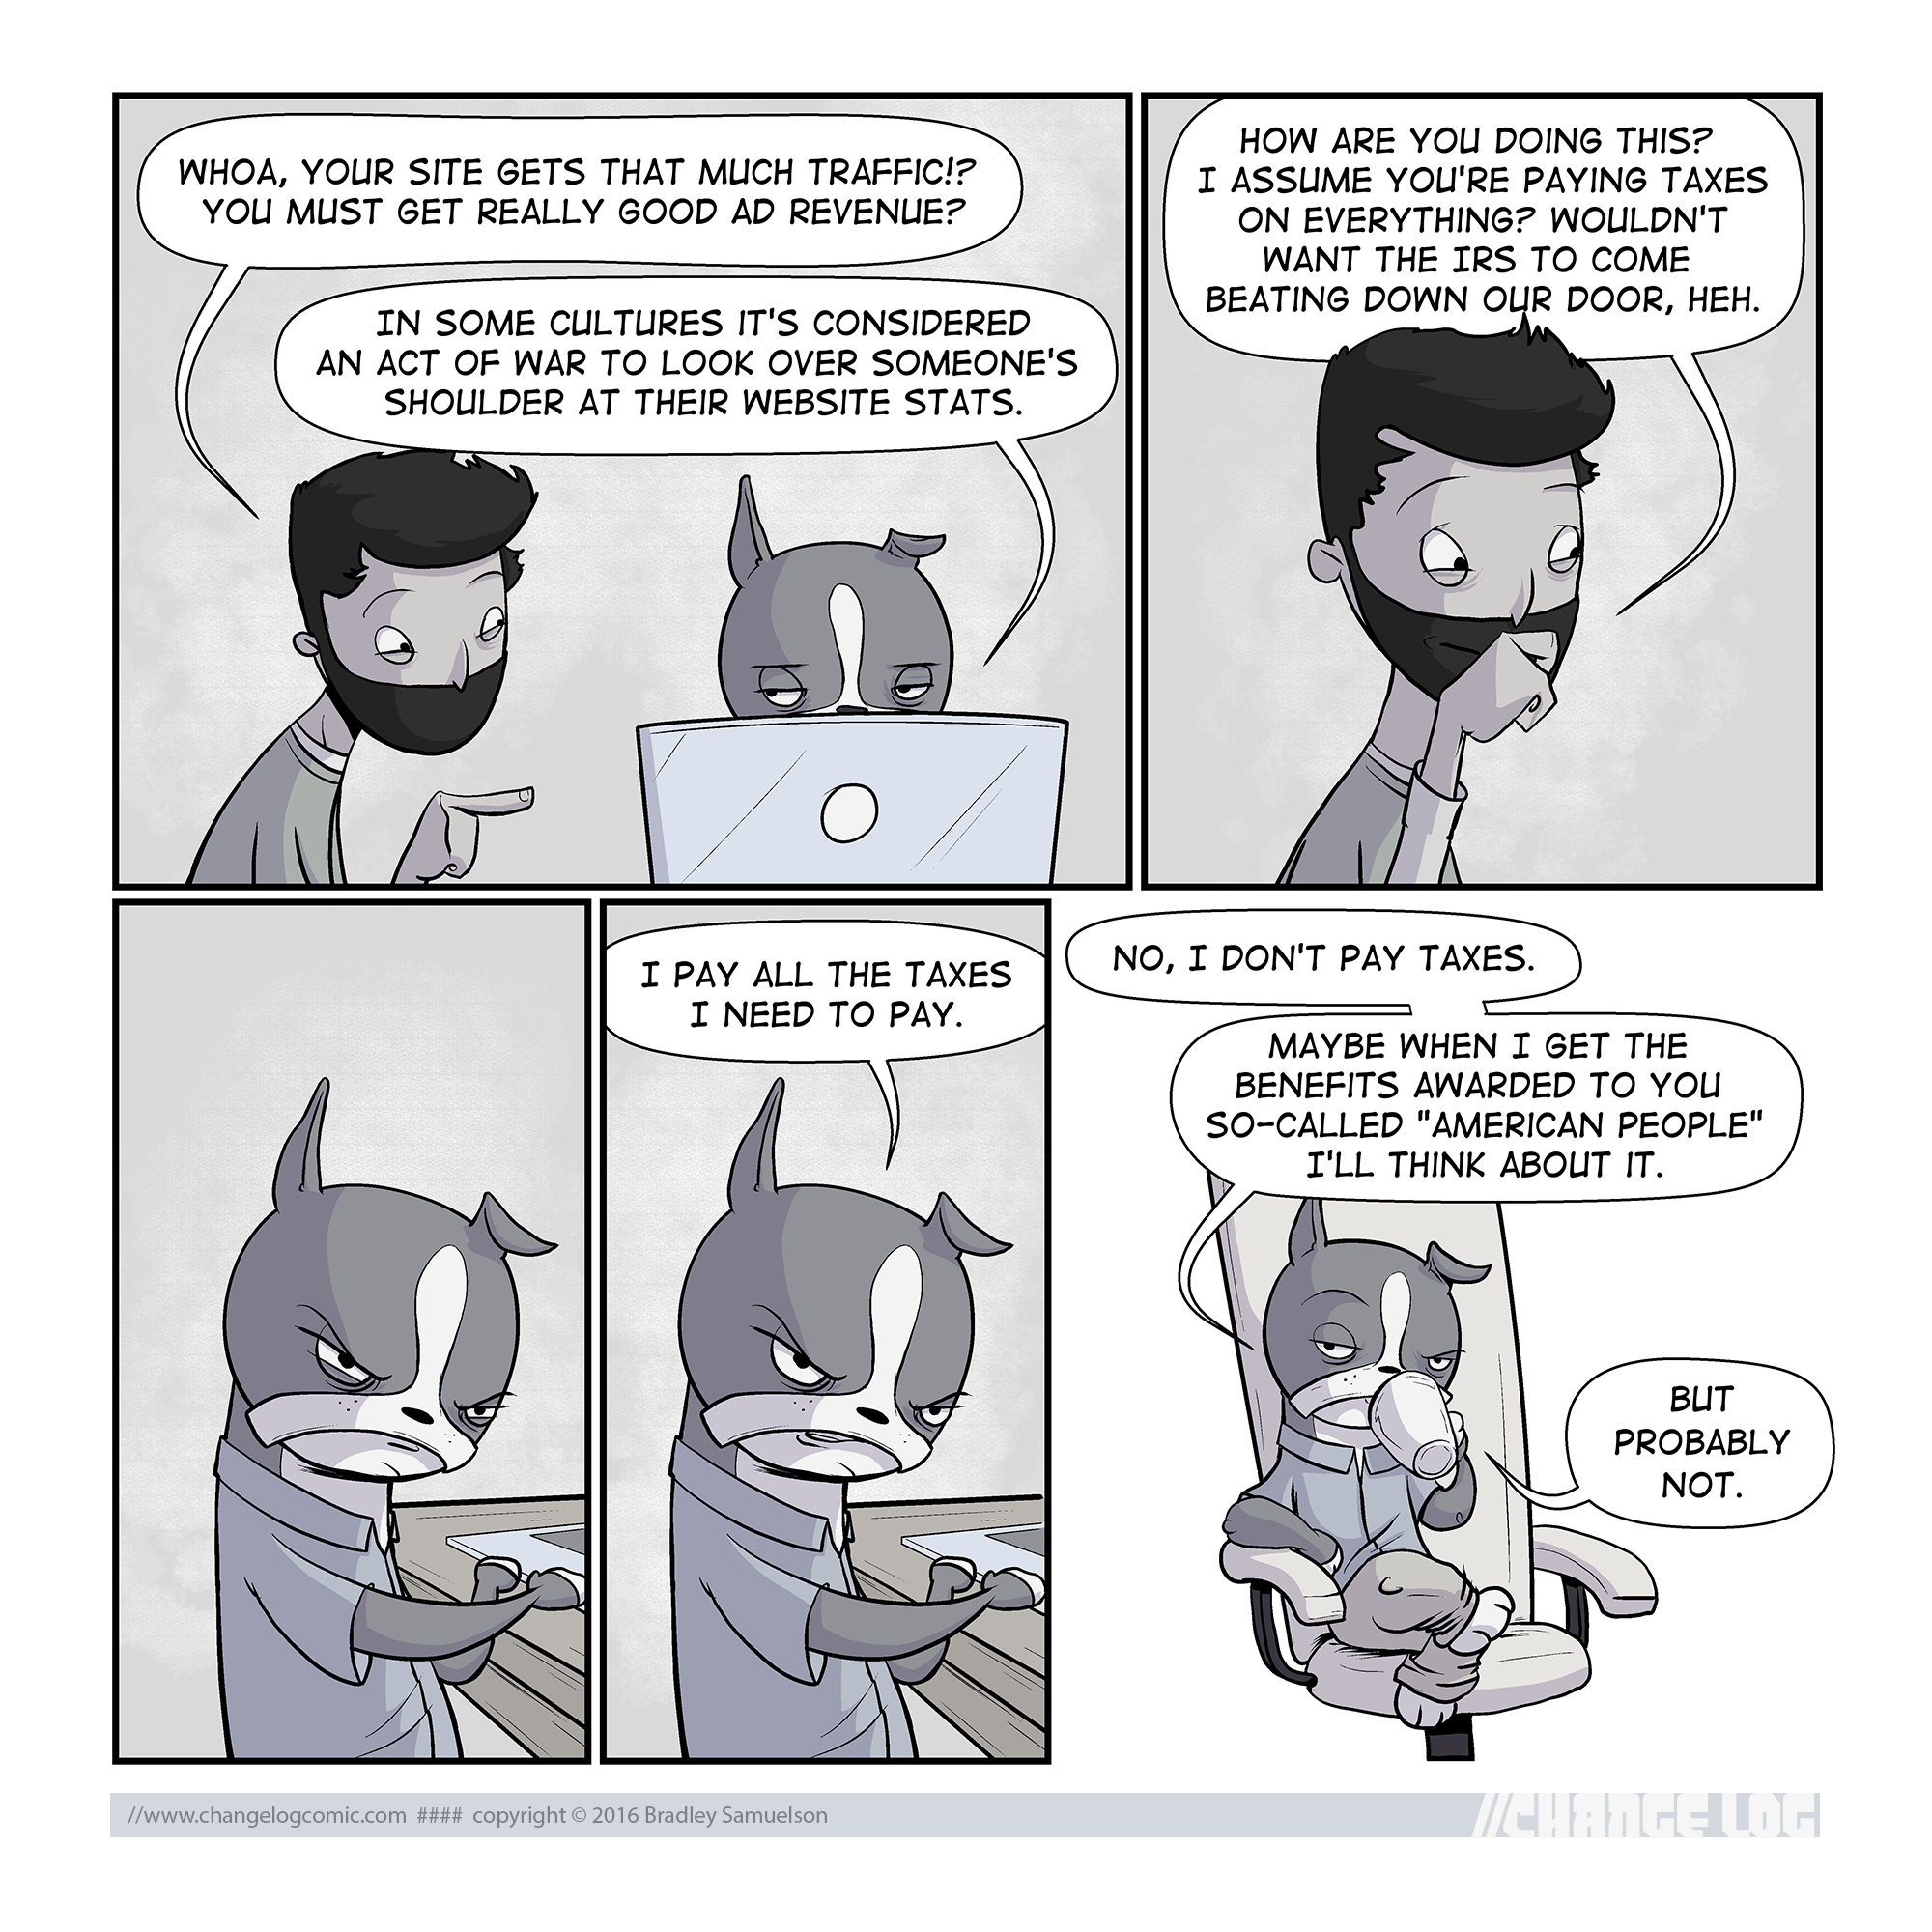 WHOA, YOUR SITE GETS THAT MUCH TRAFFIC!?
YOU MUST GET REALLY GOOD AD REVENUE?
IN SOME CULTURES IT'S CONSIDERED
AN ACT OF WAR TO LOOK OVER SOMEONE'S
SHOULDER AT THEIR WEBSITE STATS.
HOW ARE YOU DOING THIS?
I ASSUME YOU'RE PAYING TAXES
ON EVERYTHING? WOULDN'T
WANT THE IRS TO COME
BEATING DOWN OUR DOOR, HEH.
I PAY ALL THE TAXES
I NEED TO PAY.
NO, I DON'T PAY TAXES.
MAYBE WHEN I GET THE
BENEFITS AWARDED TO YOU
SO-CALLED "AMERICAN PEOPLE"
I'LL THINK ABOUT IT.
BUT
PROBABLY
NOT.
//www.changelogcomic.com #### copyright © 2016 Bradley Samuelson
//CHANGE LOG